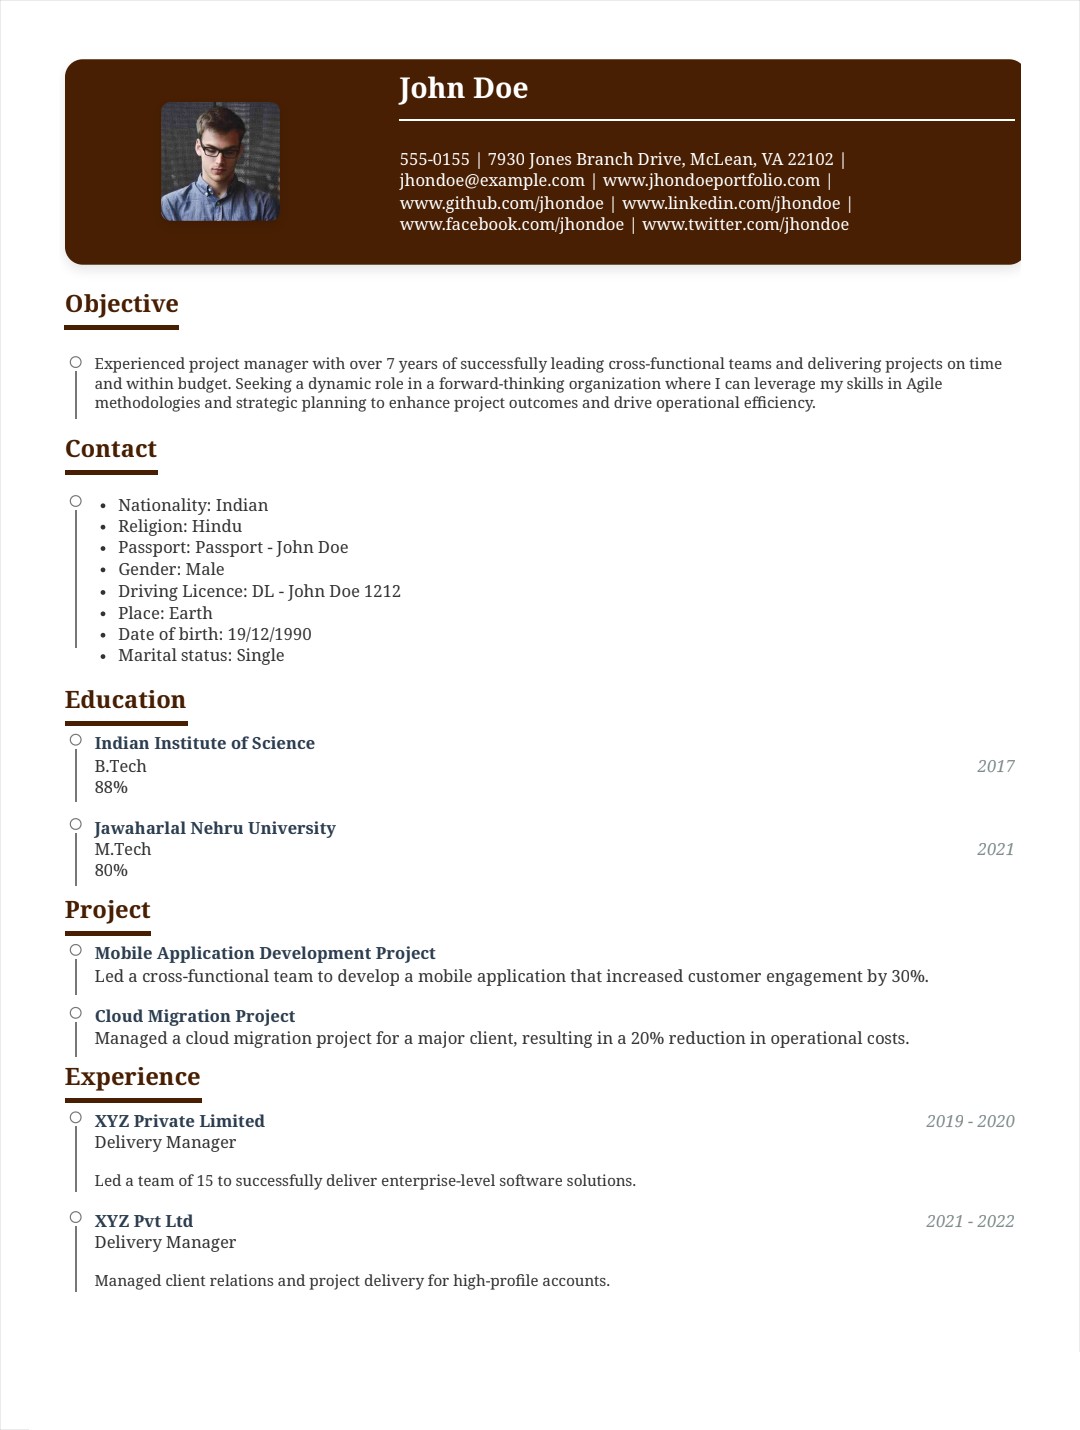 John Doe
555-0155 | 7930 Jones Branch Drive, McLean, VA 22102 |
jhondoe@example.com | www.jhondoeportfolio.com |
www.github.com/jhondoe | www.linkedin.com/jhondoe |
www.facebook.com/jhondoe | www.twitter.com/jhondoe
Objective
Experienced project manager with over 7 years of successfully leading cross-functional teams and delivering projects on time
and within budget. Seeking a dynamic role in a forward-thinking organization where I can leverage my skills in Agile
methodologies and strategic planning to enhance project outcomes and drive operational efficiency.
Contact
• Nationality: Indian
• Religion: Hindu
• Passport: Passport - John Doe
• Gender: Male
• Driving Licence: DL - John Doe 1212
• Place: Earth
• Date of birth: 19/12/1990
• Marital status: Single
Education
Indian Institute of Science
B.Tech 2017
88%
Jawaharlal Nehru University
M.Tech 2021
80%
Project
Mobile Application Development Project
Led a cross-functional team to develop a mobile application that increased customer engagement by 30%.
Cloud Migration Project
Managed a cloud migration project for a major client, resulting in a 20% reduction in operational costs.
Experience
XYZ Private Limited 2019 - 2020
Delivery Manager
Led a team of 15 to successfully deliver enterprise-level software solutions.
XYZ Pvt Ltd 2021 - 2022
Delivery Manager
Managed client relations and project delivery for high-profile accounts.